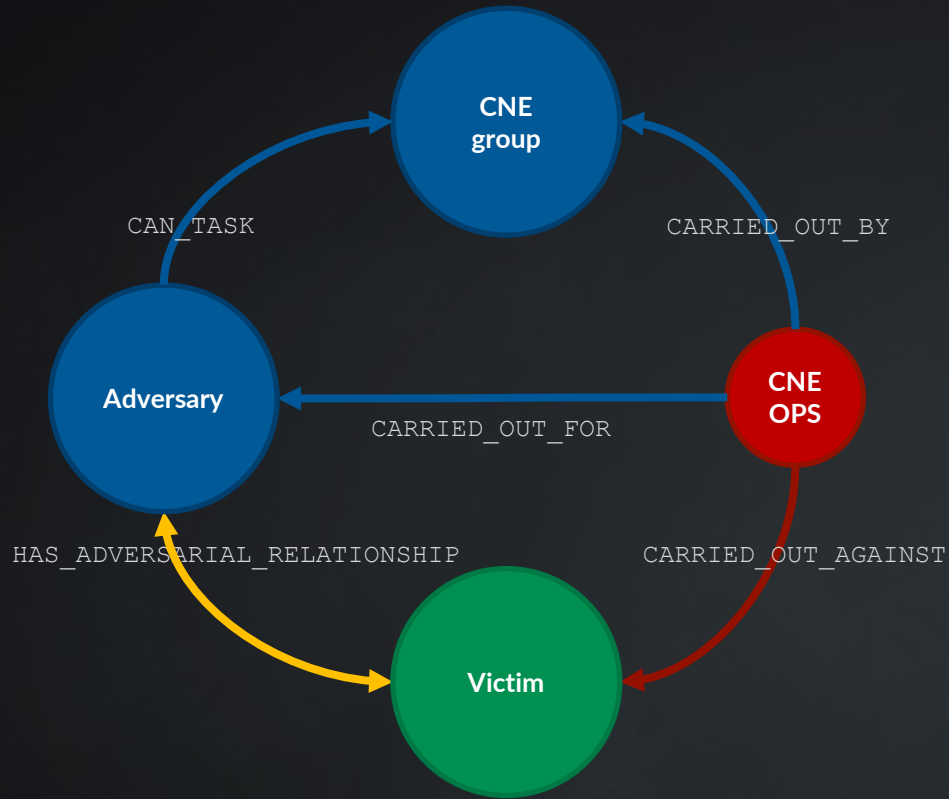 CNE
group
CAN_TASK
CARRIED_OUT_BY
Adversary
CNE
OPS
CARRIED_OUT_FOR
HAS_ADVERSARIAL_RELATIONSHIP
CARRIED_OUT_AGAINST
Victim